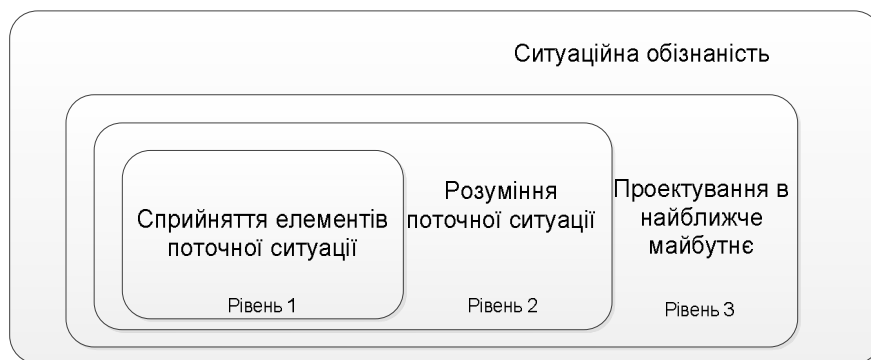 Ситуаційна обізнаність
Сприйняття елементів
поточної ситуації
Рівень 1
Розуміння
поточної ситуації
Рівень 2
Проектування в
найближче
майбутнє
Рівень 3